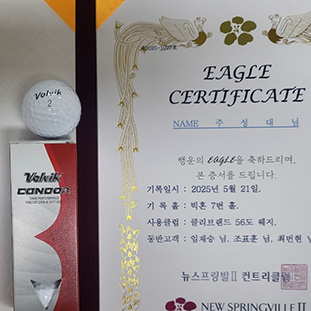 EAGLE
CERTIFICATE
NAME 주 성 대 님
행운의 EAGLE을 축하드리며,
본 증서를 드립니다.
기록일시 : 2025년 5월 21일.
기 록 홀 : 빅혼 7번 홀.
사용클럽 : 클리브랜드 56도 웨지.
동반고객 : 임재승 님. 조표훈 님. 최번현 님
뉴스프링빌Ⅱ 컨트리클럽
NEW SPRINGVILLE Ⅱ
Volvik
2
Volvik
CONDOR